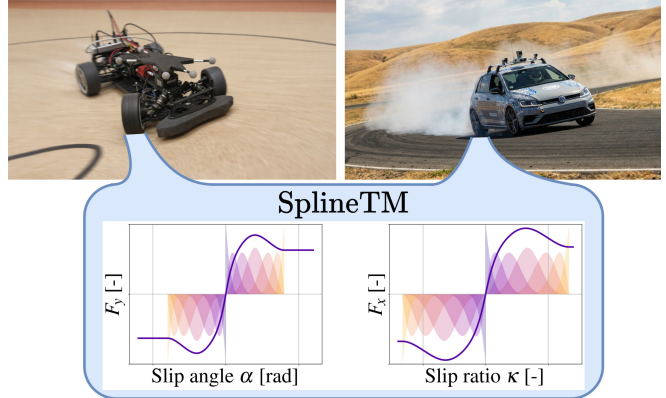 SplineTM
F_y [-]
Slip angle α [rad]
F_x [-]
Slip ratio κ [-]